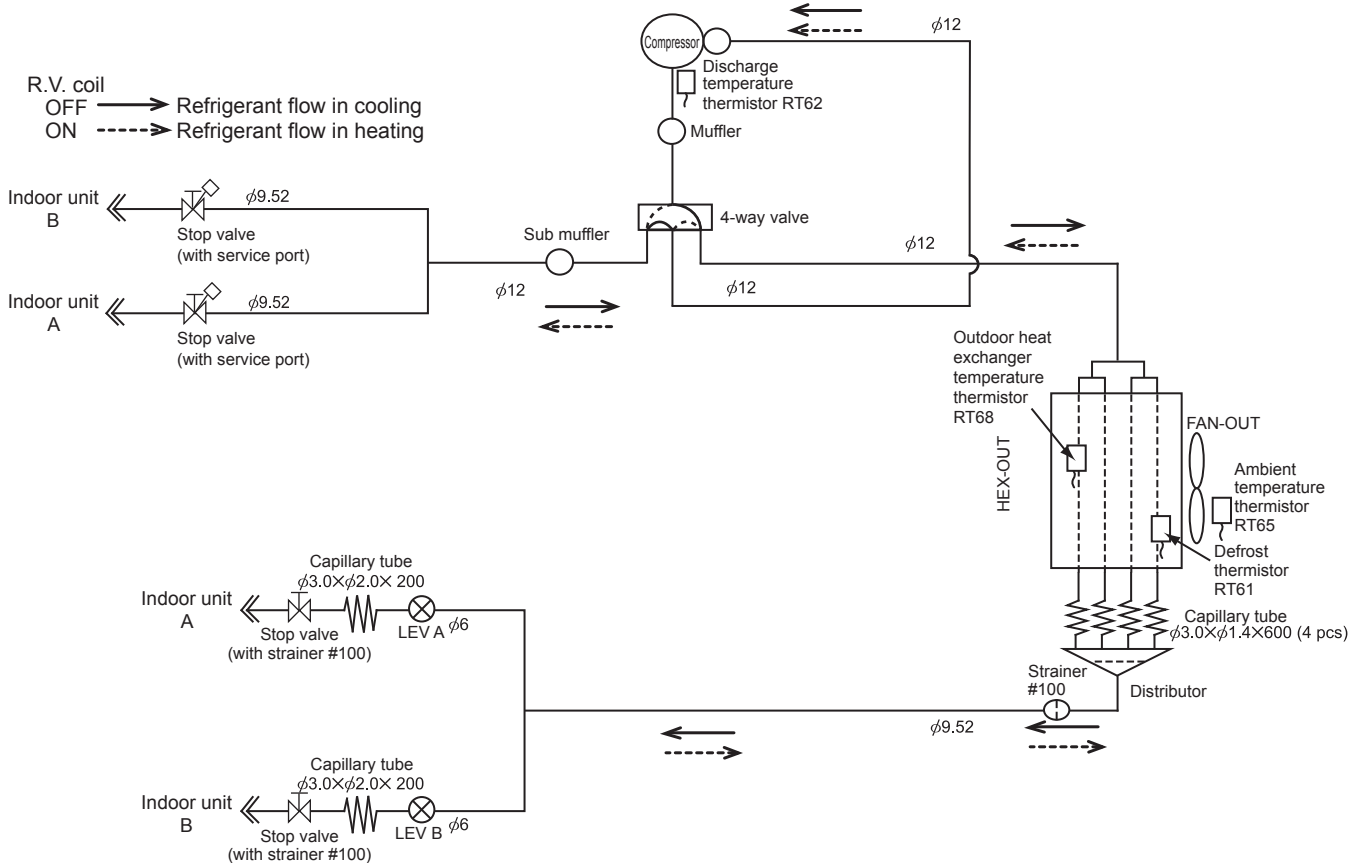 Compressor
φ12
Discharge
temperature
thermistor RT62
R.V. coil
OFF Refrigerant flow in cooling
ON Refrigerant flow in heating
Muffler
Indoor unit
B
φ9.52
Stop valve
(with service port)
4-way valve
Sub muffler
φ12
φ12
φ12
Indoor unit
A
φ9.52
Stop valve
(with service port)
Outdoor heat
exchanger
temperature
thermistor
RT68
HEX-OUT
FAN-OUT
Ambient
temperature
thermistor
RT65
Defrost
thermistor
RT61
Capillary tube
φ3.0×φ1.4×600 (4 pcs)
Distributor
Strainer
#100
φ9.52
Capillary tube
φ3.0×φ2.0× 200
Indoor unit
A
LEV A φ6
Stop valve
(with strainer #100)
Capillary tube
φ3.0×φ2.0× 200
Indoor unit
B
LEV B φ6
Stop valve
(with strainer #100)